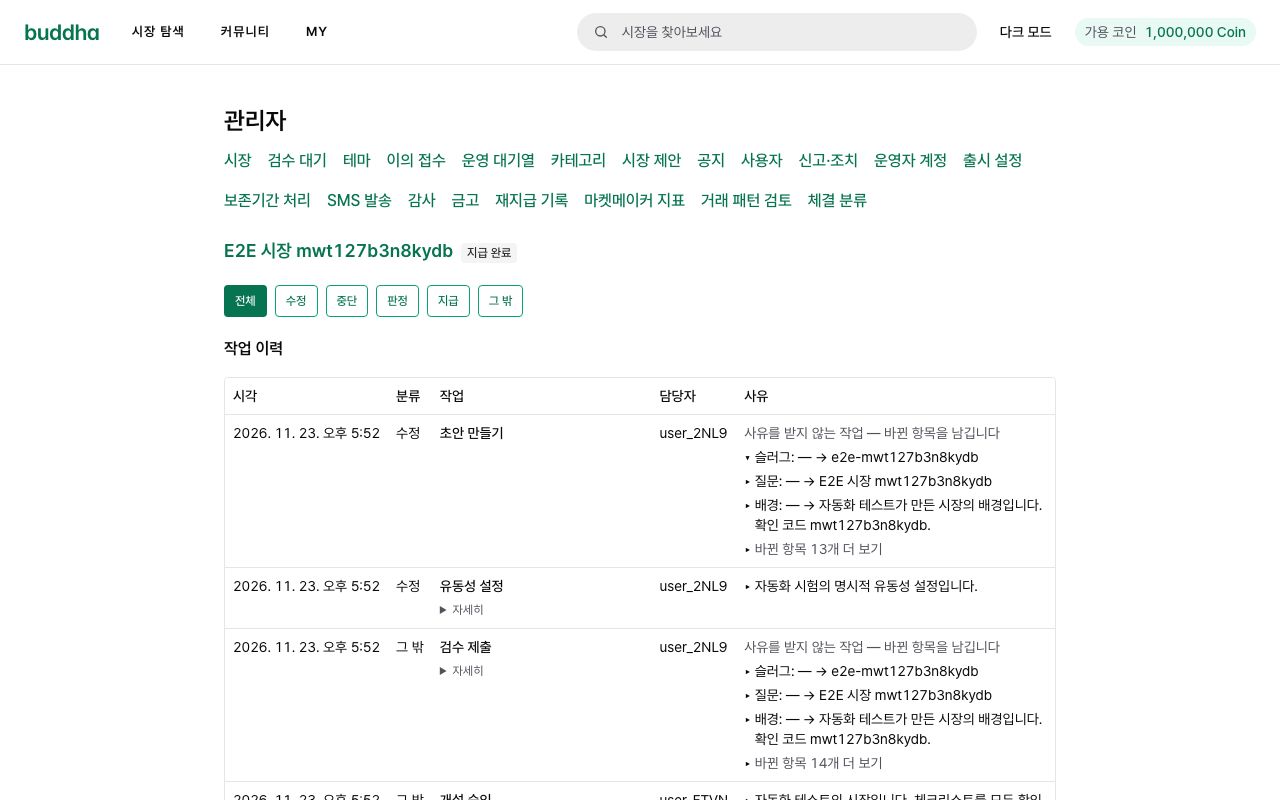 buddha 시장 탐색 커뮤니티 MY 시장을 찾아보세요 다크 모드 가용 코인 1,000,000 Coin
관리자
시장 검수 대기 테마 이의 접수 운영 대기열 카테고리 시장 제안 공지 사용자 신고·조치 운영자 계정 출시 설정
보존기간 처리 SMS 발송 감사 금고 재지급 기록 마켓메이커 지표 거래 패턴 검토 체결 분류
E2E 시장 mwt127b3n8kydb 지급 완료
전체 수정 중단 판정 지급 그 밖
작업 이력
시각 분류 작업 담당자 사유
2026. 11. 23. 오후 5:52 수정 초안 만들기 user_2NL9 사유를 받지 않는 작업 — 바뀐 항목을 남깁니다
▾ 슬러그: — → e2e-mwt127b3n8kydb
▸ 질문: — → E2E 시장 mwt127b3n8kydb
▸ 배경: — → 자동화 테스트가 만든 시장의 배경입니다.
확인 코드 mwt127b3n8kydb.
▸ 바뀐 항목 13개 더 보기
2026. 11. 23. 오후 5:52 수정 유동성 설정 user_2NL9 ▸ 자동화 시험의 명시적 유동성 설정입니다.
▶ 자세히
2026. 11. 23. 오후 5:52 그 밖 검수 제출 user_2NL9 사유를 받지 않는 작업 — 바뀐 항목을 남깁니다
▶ 자세히 ▸ 슬러그: — → e2e-mwt127b3n8kydb
▸ 질문: — → E2E 시장 mwt127b3n8kydb
▸ 배경: — → 자동화 테스트가 만든 시장의 배경입니다.
확인 코드 mwt127b3n8kydb.
▸ 바뀐 항목 14개 더 보기
2026. 11. 23. 오후 5:52 그 밖